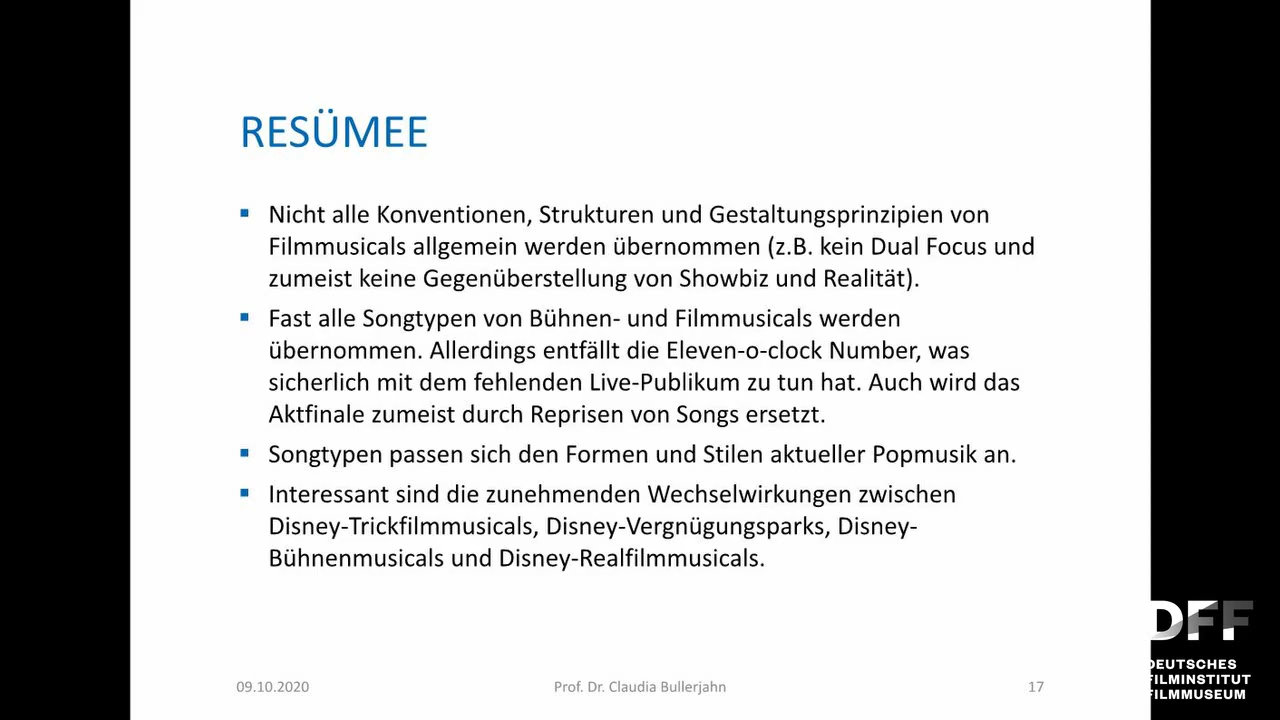 RESÜMEE
▪ Nicht alle Konventionen, Strukturen und Gestaltungsprinzipien von
Filmmusicals allgemein werden übernommen (z.B. kein Dual Focus und
zumeist keine Gegenüberstellung von Showbiz und Realität).
▪ Fast alle Songtypen von Bühnen- und Filmmusicals werden
übernommen. Allerdings entfällt die Eleven-o-clock Number, was
sicherlich mit dem fehlenden Live-Publikum zu tun hat. Auch wird das
Aktfinale zumeist durch Reprisen von Songs ersetzt.
▪ Songtypen passen sich den Formen und Stilen aktueller Popmusik an.
▪ Interessant sind die zunehmenden Wechselwirkungen zwischen
Disney-Trickfilmmusicals, Disney-Vergnügungsparks, Disney-
Bühnenmusicals und Disney-Realfilmmusicals.
09.10.2020
Prof. Dr. Claudia Bullerjahn
17
DFF
DEUTSCHES
FILMINSTITUT
FILMMUSEUM